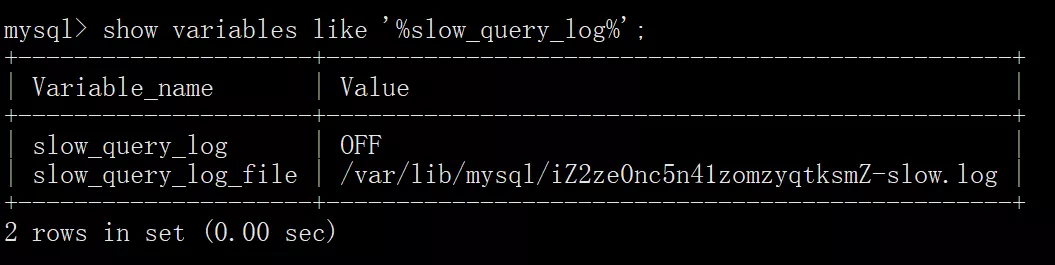 mysql> show variables like '%slow_query_log%';
+---------------------+------------------------------------------------+
| Variable_name       | Value                                          |
+---------------------+------------------------------------------------+
| slow_query_log      | OFF                                            |
| slow_query_log_file | /var/lib/mysql/iZ2ze0nc5n41zomzyqtksmZ-slow.log |
+---------------------+------------------------------------------------+
2 rows in set (0.00 sec)